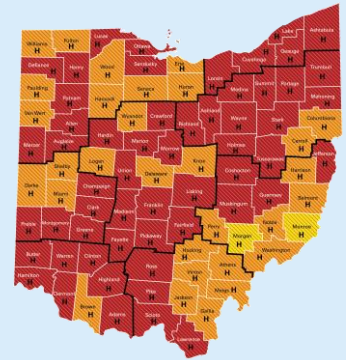 Williams
H
Fulton
H
Lucas
H
Ottawa
H
Lake
H
Ashtabula
H
Geauga
H
Cuyahoga
H
Defiance
H
Henry
H
Wood
H
Sandusky
H
Erie
H
Lorain
H
Trumbull
H
Paulding
H
Putnam
H
Hancock
H
Seneca
H
Huron
H
Medina
H
Summit
H
Portage
H
Mahoning
H
Van Wert
H
Allen
H
Wyandot
H
Crawford
H
Richland
H
Ashland
H
Wayne
H
Stark
H
Columbiana
H
Mercer
H
Auglaize
H
Hardin
H
Marion
H
Morrow
H
Holmes
H
Tuscarawas
H
Carroll
H
Jefferson
H
Shelby
H
Logan
H
Union
H
Delaware
H
Knox
H
Coshocton
H
Harrison
H
Darke
H
Miami
H
Champaign
H
Clark
H
Madison
H
Franklin
H
Licking
H
Muskingum
H
Guernsey
H
Belmont
H
Preble
H
Montgomery
H
Greene
H
Fayette
H
Pickaway
H
Fairfield
H
Perry
H
Morgan
H
Noble
H
Monroe
H
Butler
H
Warren
H
Clinton
H
Ross
H
Hocking
H
Athens
H
Washington
H
Hamilton
H
Clermont
H
Highland
H
Pike
H
Vinton
H
Meigs
H
Brown
H
Adams
H
Scioto
H
Jackson
H
Gallia
H
Lawrence
H